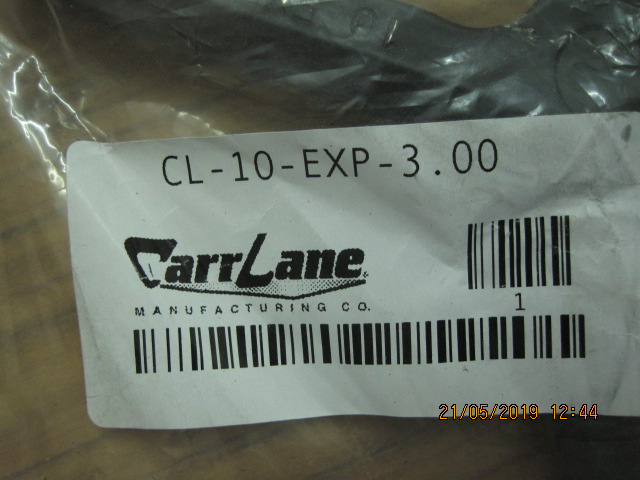 CL-10-EXP-3.00
CarrLane
MANUFACTURING CO.
1
21/05/2019 12:44